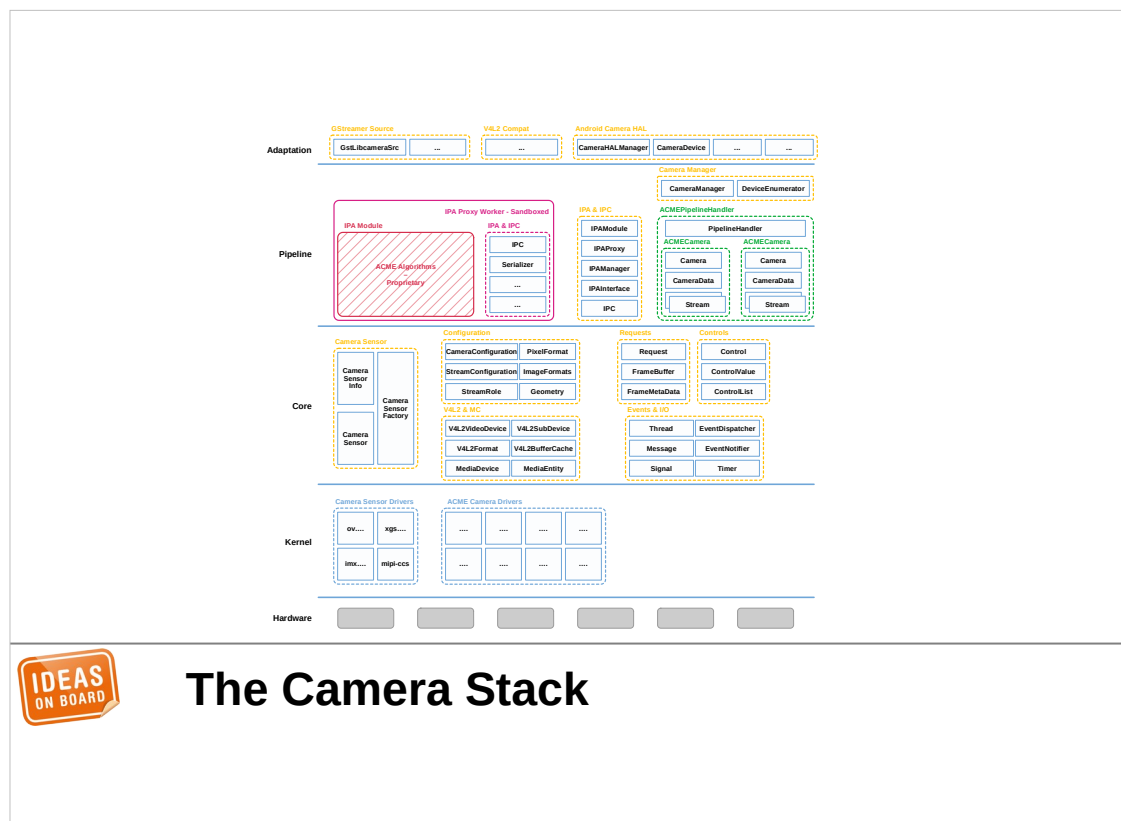 GStreamer Source
V4L2 Compat
Android Camera HAL
Adaptation
GstLibcameraSrc
...
...
CameraHALManager
CameraDevice
...
...
Camera Manager
CameraManager
DeviceEnumerator
Pipeline
IPA Proxy Worker - Sandboxed
IPA Module
ACME Algorithms
–
Proprietary
IPA & IPC
IPC
Serializer
...
...
IPA & IPC
IPAModule
IPAProxy
IPAManager
IPAInterface
IPC
ACMEPipelineHandler
PipelineHandler
ACMECamera
Camera
CameraData
Stream
ACMECamera
Camera
CameraData
Stream
Core
Camera Sensor
Camera
Sensor
Info
Camera
Sensor
Camera
Sensor
Factory
Configuration
CameraConfiguration
PixelFormat
StreamConfiguration
ImageFormats
StreamRole
Geometry
V4L2 & MC
V4L2VideoDevice
V4L2SubDevice
V4L2Format
V4L2BufferCache
MediaDevice
MediaEntity
Requests
Request
FrameBuffer
FrameMetaData
Controls
Control
ControlValue
ControlList
Events & I/O
Thread
EventDispatcher
Message
EventNotifier
Signal
Timer
Kernel
Camera Sensor Drivers
ov....
xgs....
imx....
mipi-ccs
ACME Camera Drivers
....
....
....
....
....
....
....
....
Hardware
IDEAS
ON BOARD
The Camera Stack